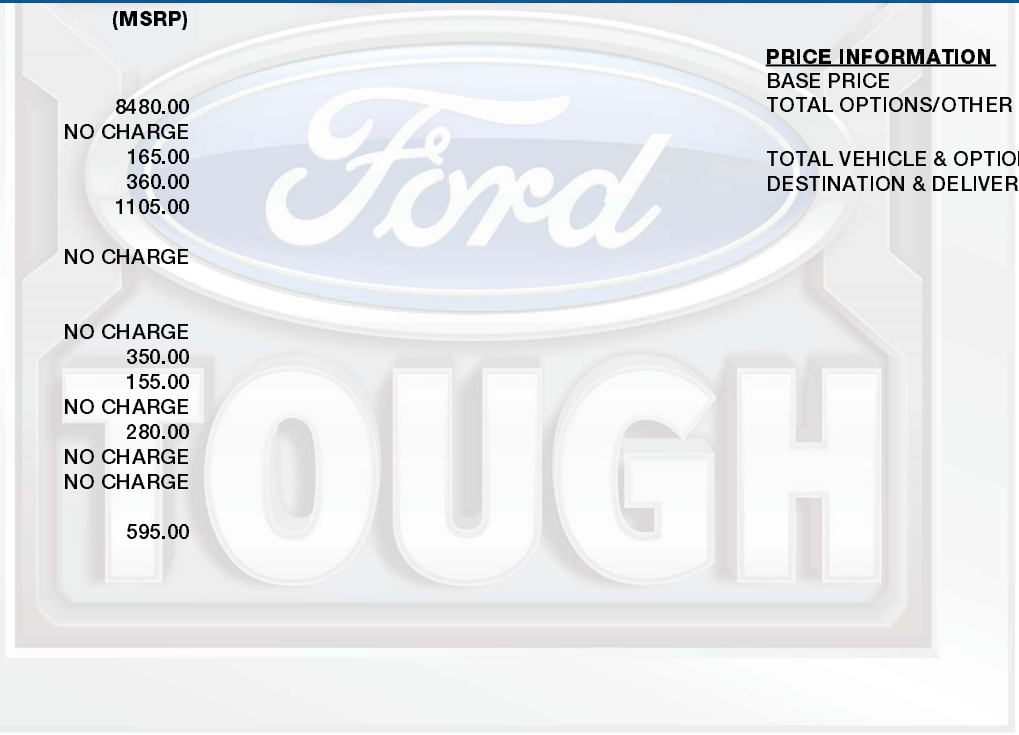 (MSRP)
8480.00
NO CHARGE
165.00
360.00
1105.00
NO CHARGE
NO CHARGE
350.00
155.00
NO CHARGE
280.00
NO CHARGE
NO CHARGE
595.00
PRICE INFORMATION
BASE PRICE
TOTAL OPTIONS/OTHER
TOTAL VEHICLE & OPTIO
DESTINATION & DELIVER
Ford
TOUGH